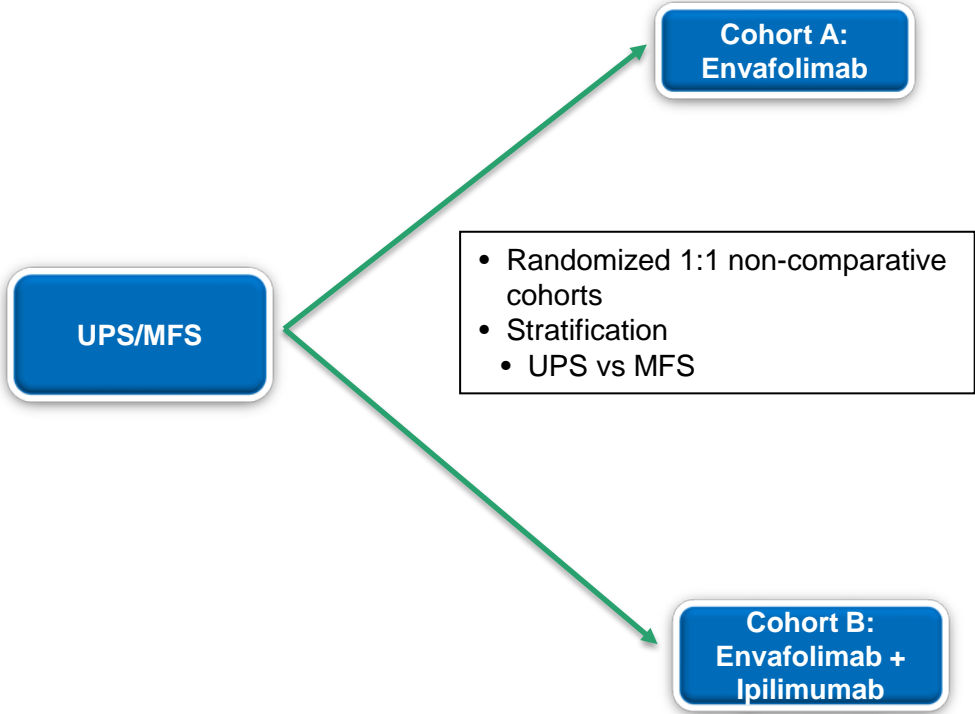 Cohort A:
Envafolimab
• Randomized 1:1 non-comparative
cohorts
• Stratification
• UPS vs MFS
UPS/MFS
Cohort B:
Envafolimab +
Ipilimumab